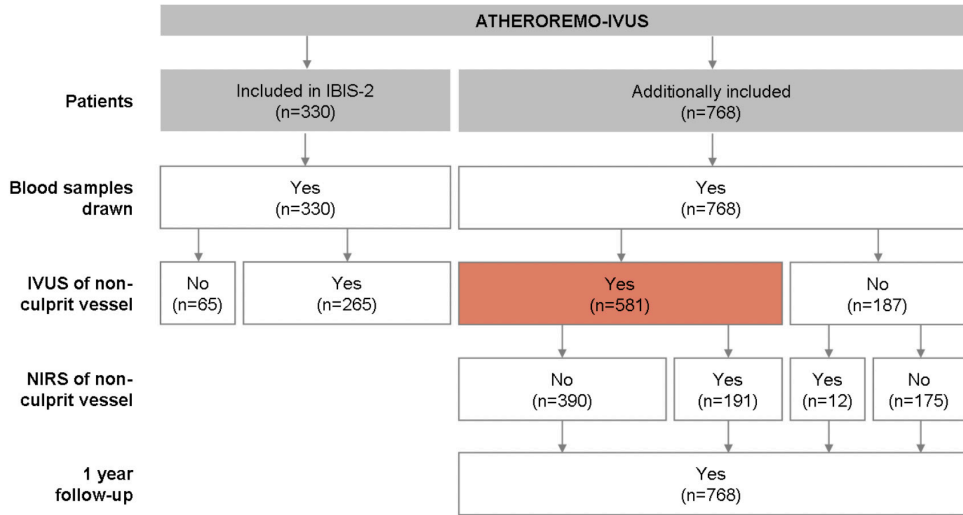 ATHEROREMO-IVUS
Patients
Included in IBIS-2
(n=330)
Additionally included
(n=768)
Blood samples
drawn
Yes
(n=330)
Yes
(n=768)
IVUS of non-
culprit vessel
No
(n=65)
Yes
(n=265)
Yes
(n=581)
No
(n=187)
NIRS of non-
culprit vessel
No
(n=390)
Yes
(n=191)
Yes
(n=12)
No
(n=175)
1 year
follow-up
Yes
(n=768)